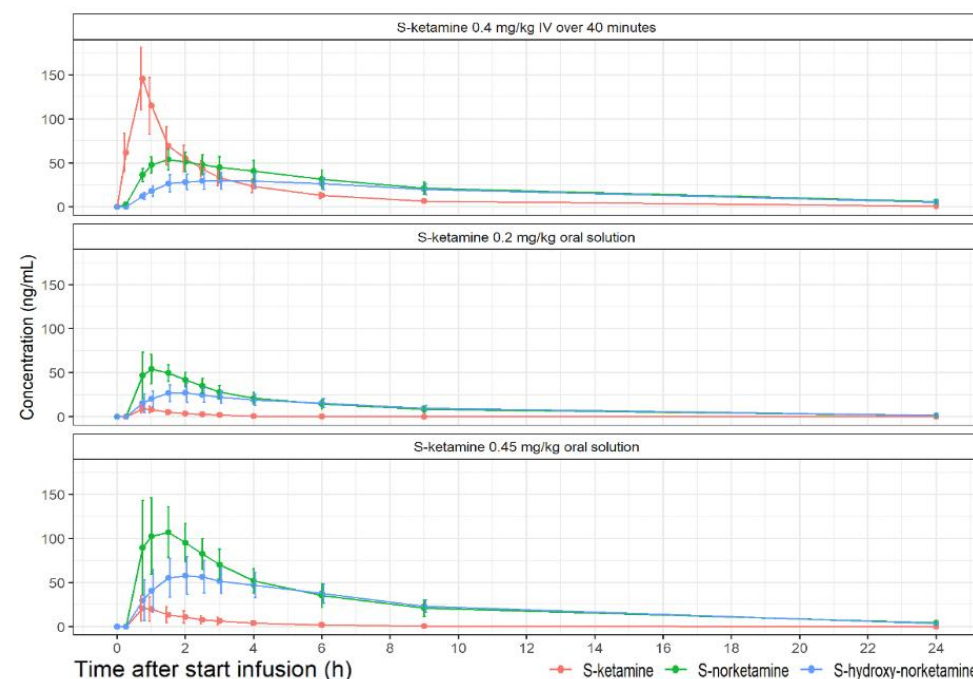 S-ketamine 0.4 mg/kg IV over 40 minutes
150
100
50
0
S-ketamine 0.2 mg/kg oral solution
Concentration (ng/mL)
150
100
50
0
S-ketamine 0.45 mg/kg oral solution
150
100
50
0
0 2 4 6 8 10 12 14 16 18 20 22 24
Time after start infusion (h)
S-ketamine S-norketamine S-hydroxy-norketamine